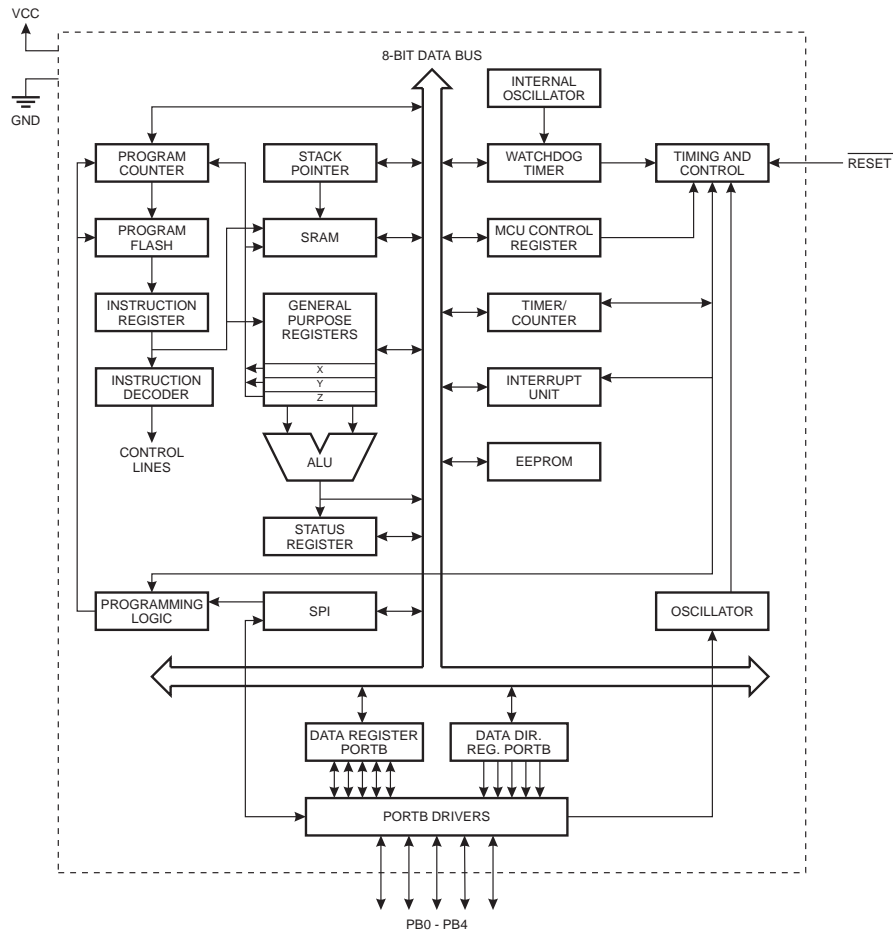 VCC
8-BIT DATA BUS
GND
INTERNAL
OSCILLATOR
PROGRAM
COUNTER
STACK
POINTER
WATCHDOG
TIMER
TIMING AND
CONTROL
RESET
PROGRAM
FLASH
SRAM
MCU CONTROL
REGISTER
INSTRUCTION
REGISTER
GENERAL
PURPOSE
REGISTERS
X
Y
Z
TIMER/
COUNTER
INSTRUCTION
DECODER
INTERRUPT
UNIT
CONTROL
LINES
ALU
EEPROM
STATUS
REGISTER
PROGRAMMING
LOGIC
SPI
OSCILLATOR
DATA REGISTER
PORTB
DATA DIR.
REG. PORTB
PORTB DRIVERS
PB0 - PB4